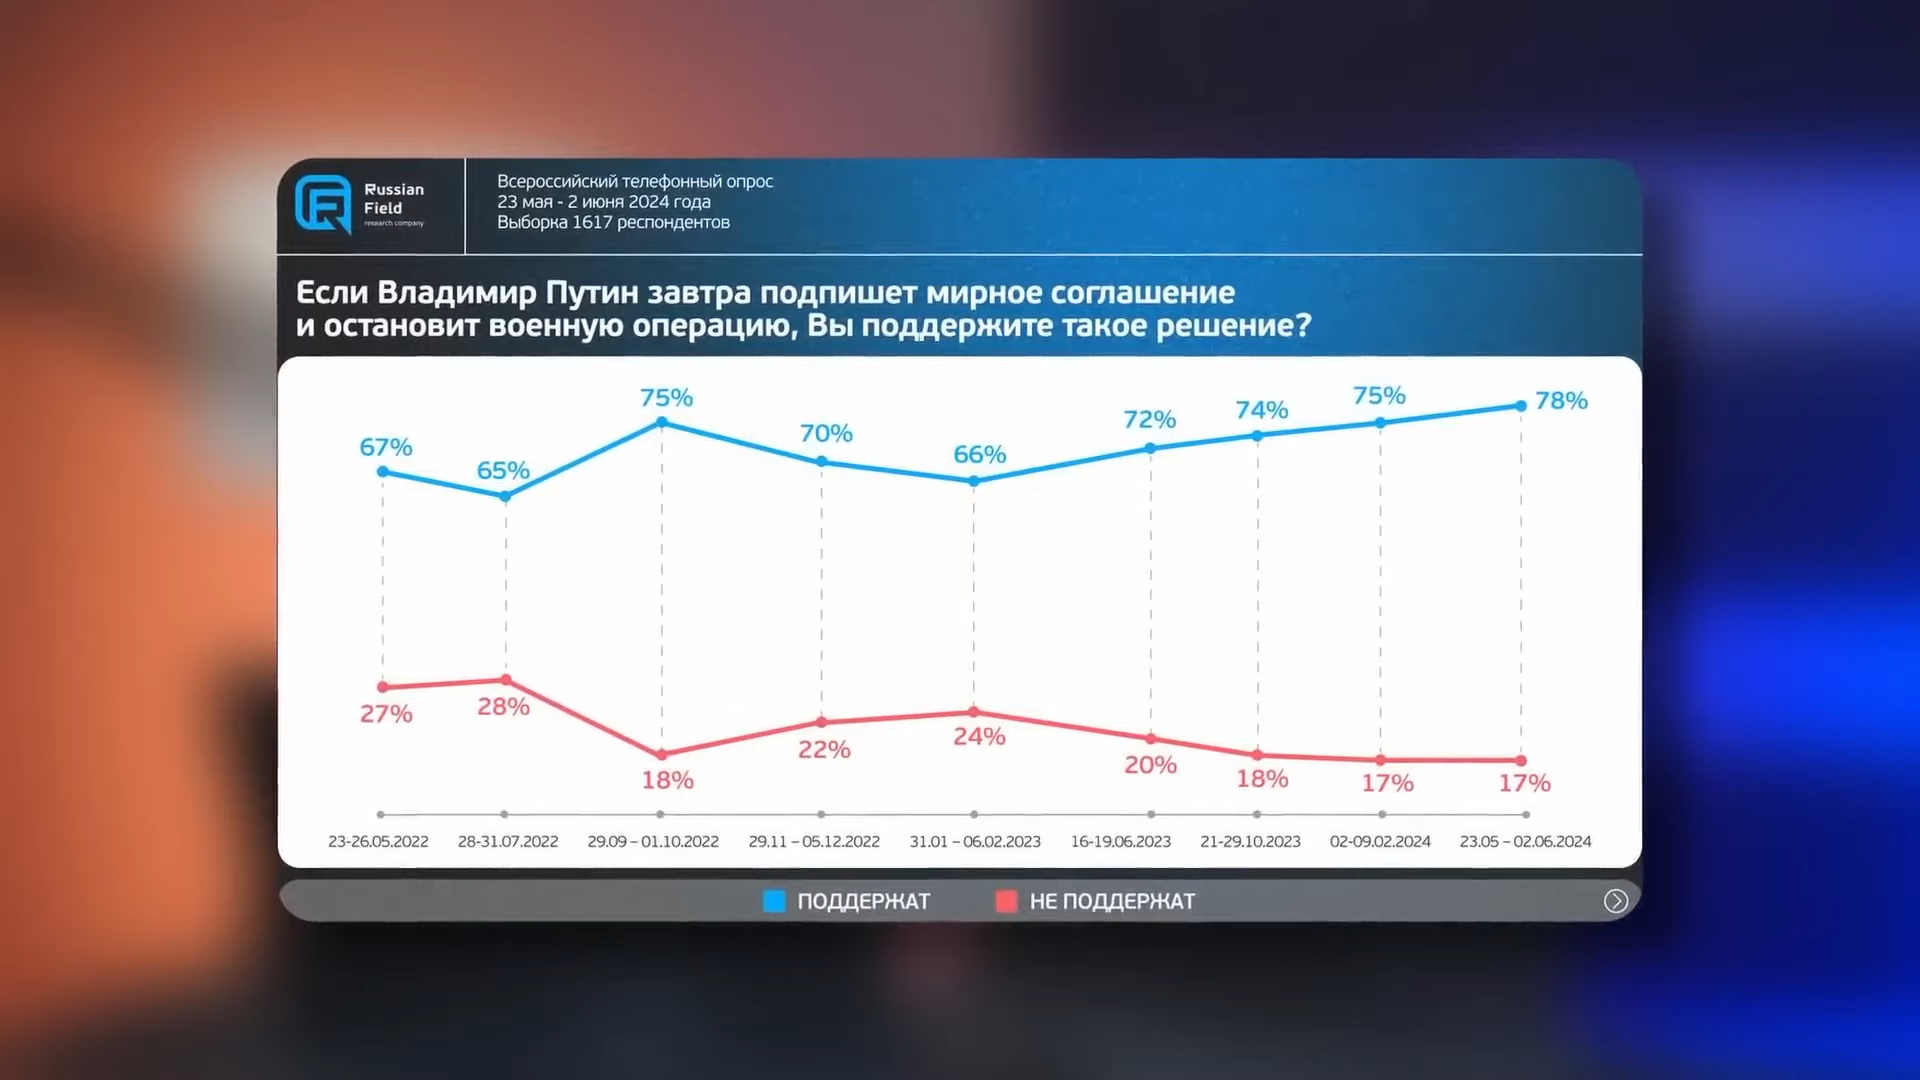 Russian
Field
research company
Всероссийский телефонный опрос
23 мая - 2 июня 2024 года
Выборка 1617 респондентов
Если Владимир Путин завтра подпишет мирное соглашение
и остановит военную операцию, Вы поддержите такое решение?
67% 65% 75% 70% 66% 72% 74% 75% 78%
27% 28% 18% 22% 24% 20% 18% 17% 17%
23-26.05.2022 28-31.07.2022 29.09 – 01.10.2022 29.11 – 05.12.2022 31.01 – 06.02.2023 16-19.06.2023 21-29.10.2023 02-09.02.2024 23.05 – 02.06.2024
ПОДДЕРЖАТ НЕ ПОДДЕРЖАТ